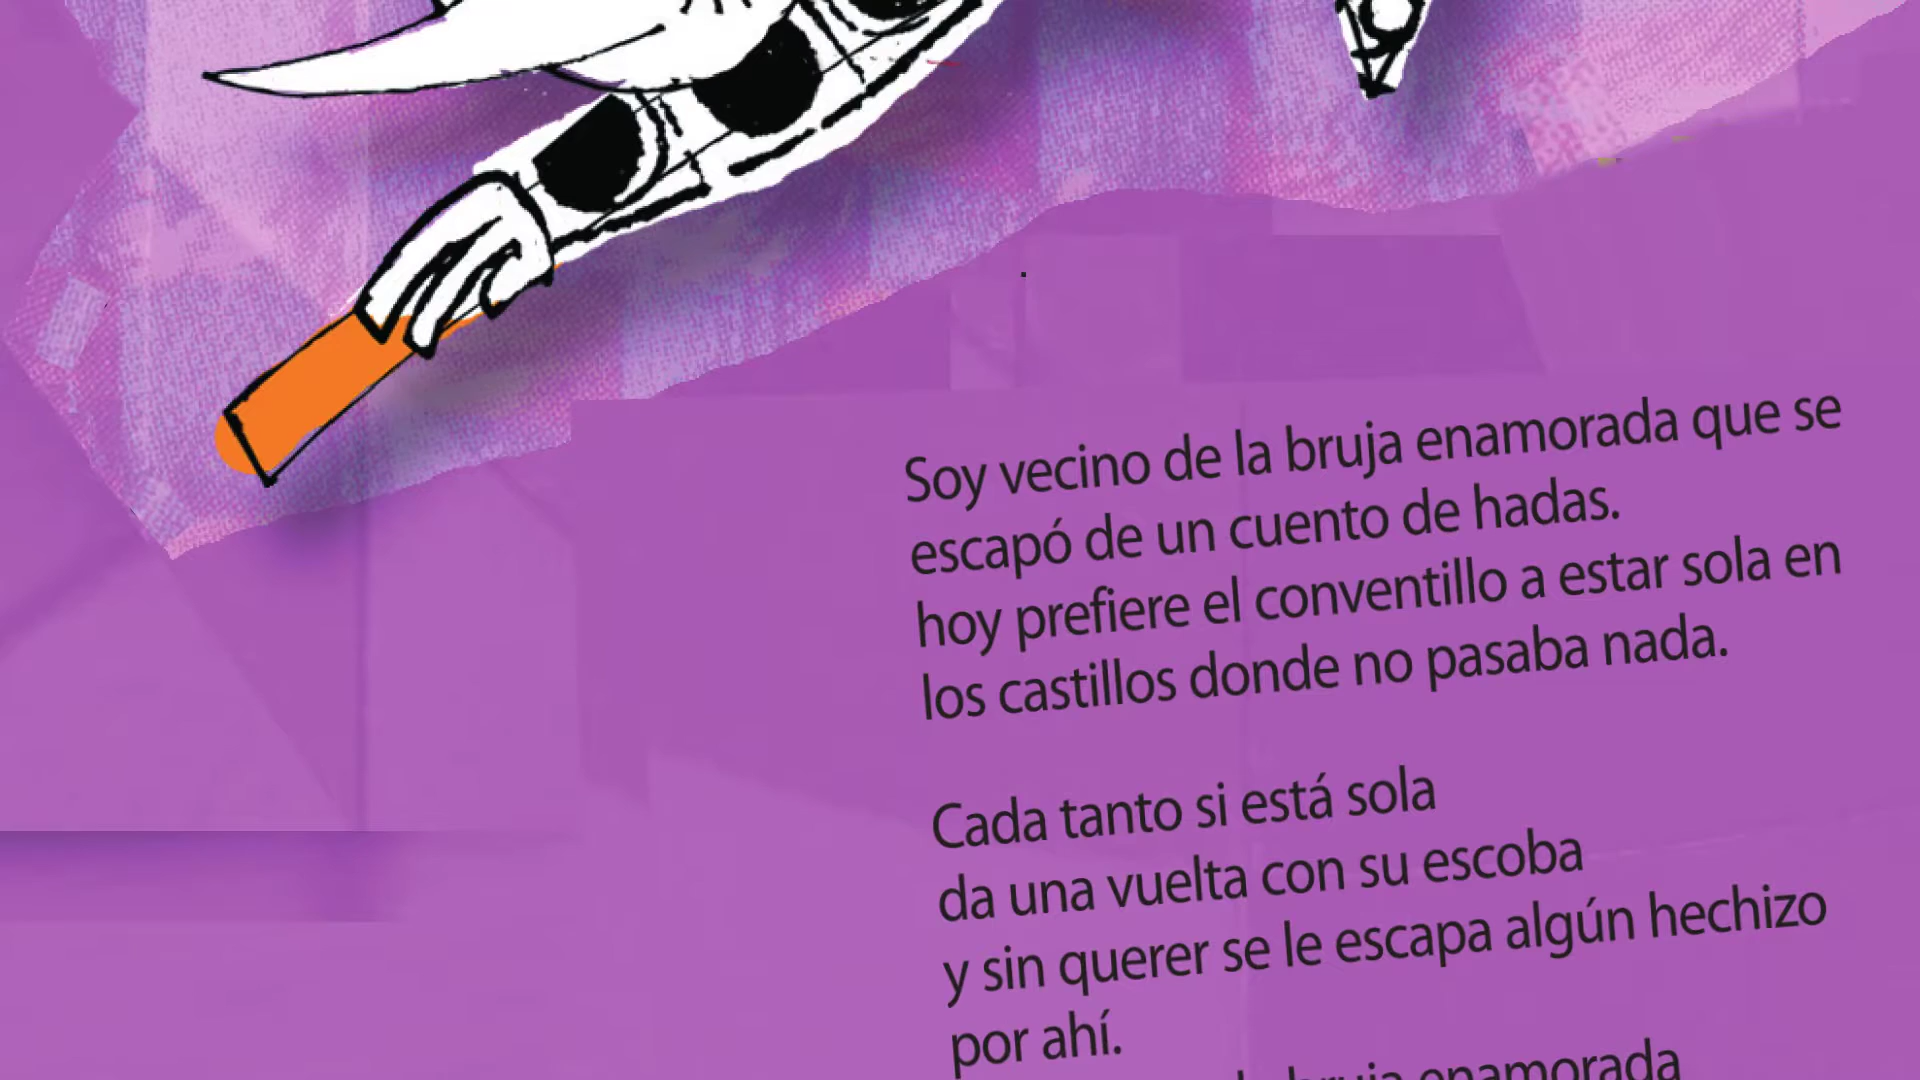 Soy vecino de la bruja enamorada que se
escapó de un cuento de hadas.
hoy prefiere el conventillo a estar sola en
los castillos donde no pasaba nada.
Cada tanto si está sola
da una vuelta con su escoba
y sin querer se le escapa algún hechizo
por ahí.
bruja enamorada